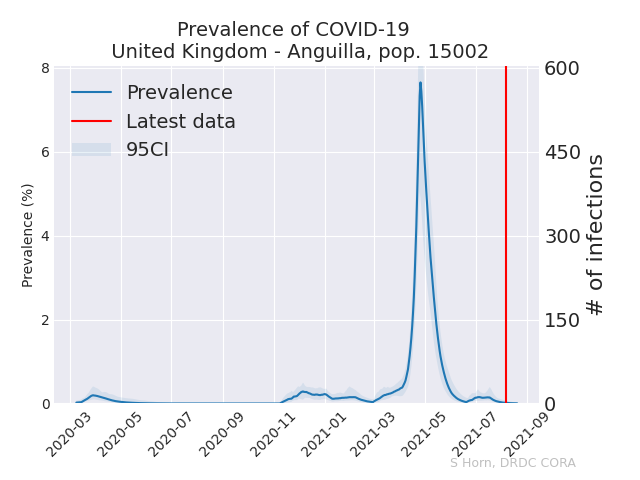 Prevalence of COVID-19
United Kingdom - Anguilla, pop. 15002
Prevalence
Latest data
95CI
Prevalence (%)
8
6
4
2
0
# of infections
600
450
300
150
0
2020-03
2020-05
2020-07
2020-09
2020-11
2021-01
2021-03
2021-05
2021-07
2021-09
S Horn, DRDC CORA